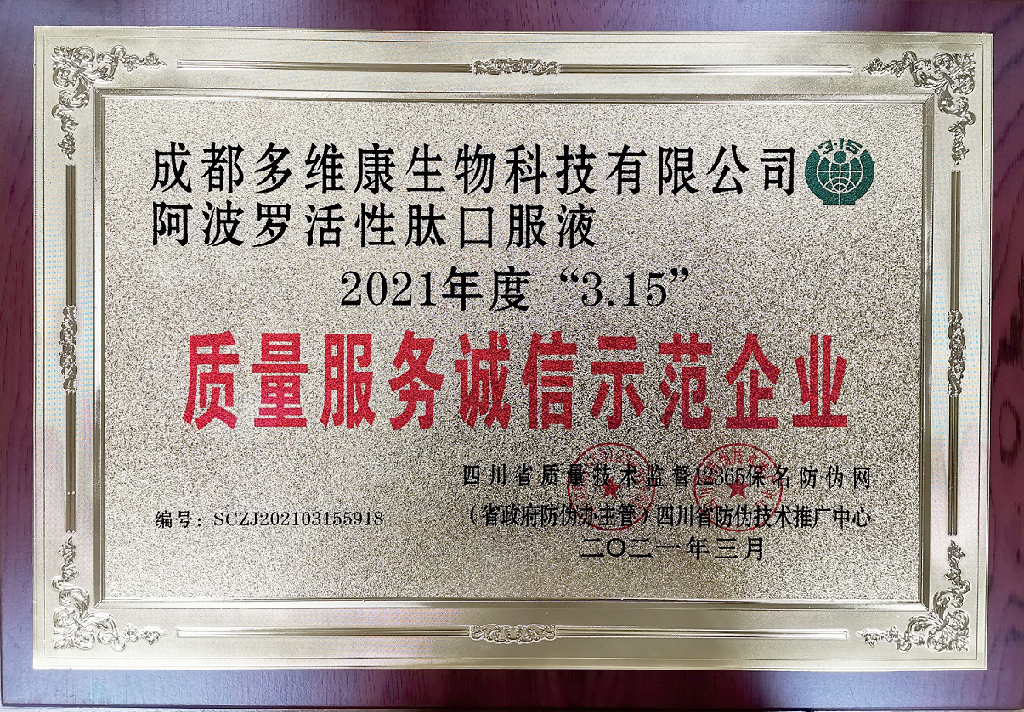 成都多维康生物科技有限公司
3·15
阿波罗活性肽口服液
2021年度“3.15”
质量服务诚信示范企业
四川省质量技术监督12365保名防伪网
编号：SCZJ202103155918
（省政府防伪办主管）四川省防伪技术推广中心
二〇二一年三月